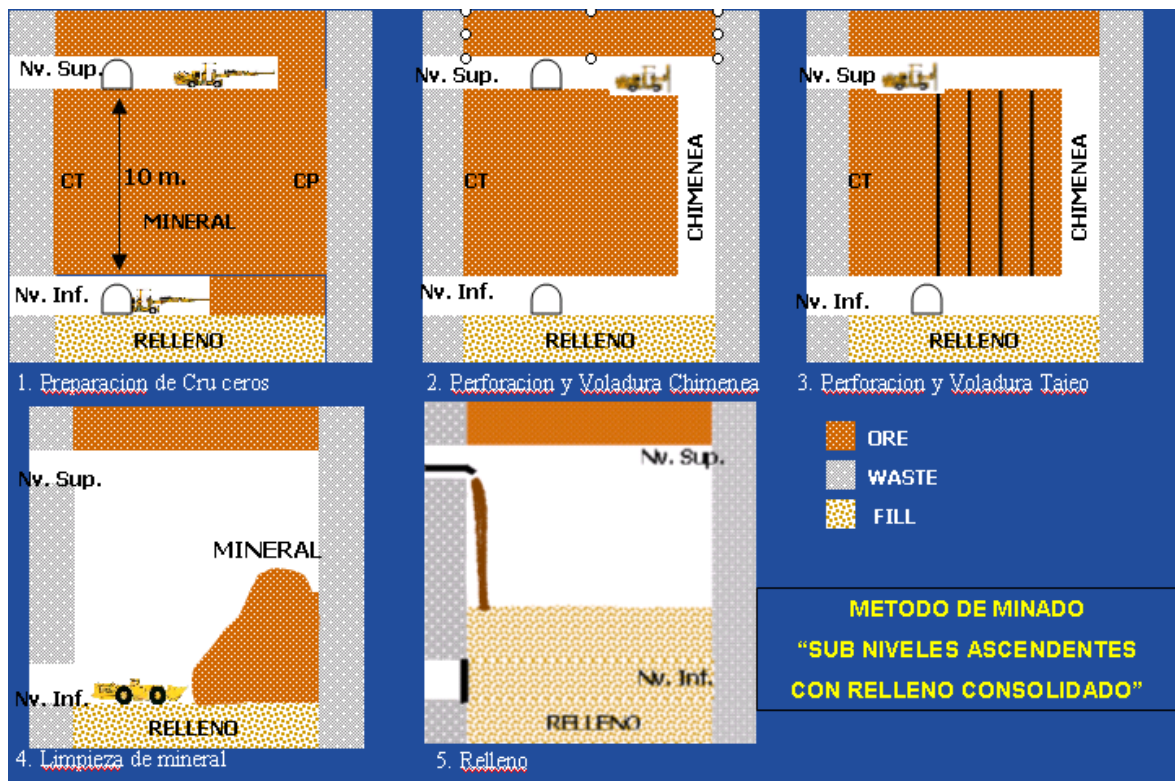 Nv. Sup.
CT
10 m.
CP
MINERAL
Nv. Inf.
RELLENO
1. Preparacion de Cru ceros
Nv. Sup.
CT
CHIMENEA
Nv. Inf.
RELLENO
2. Perforacion y Voladura Chimenea
Nv. Sup
CT
CHIMENEA
Nv. Inf.
RELLENO
3. Perforacion y Voladura Tajeo
Nv. Sup.
MINERAL
Nv. Inf.
RELLENO
4. Limpieza de mineral
Nv. Sup.
Nv. Inf.
RELLENO
5. Relleno
ORE
WASTE
FILL
METODO DE MINADO
“SUB NIVELES ASCENDENTES
CON RELLENO CONSOLIDADO”